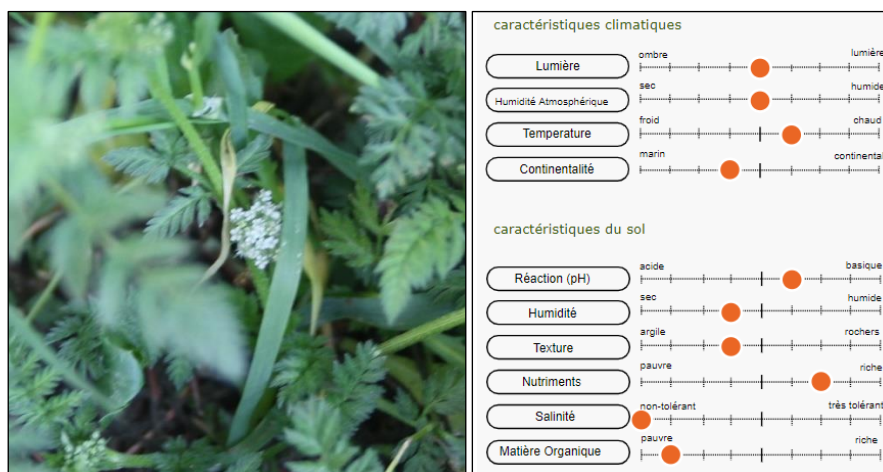 caractéristiques climatiques
ombre lumière
Lumière
sec humide
Humidité Atmosphérique
froid chaud
Temperature
marin continental
Continentalité
caractéristiques du sol
acide basique
Réaction (pH)
sec humide
Humidité
argile rochers
Texture
pauvre riche
Nutriments
non-tolérant très tolérant
Salinité
pauvre riche
Matière Organique